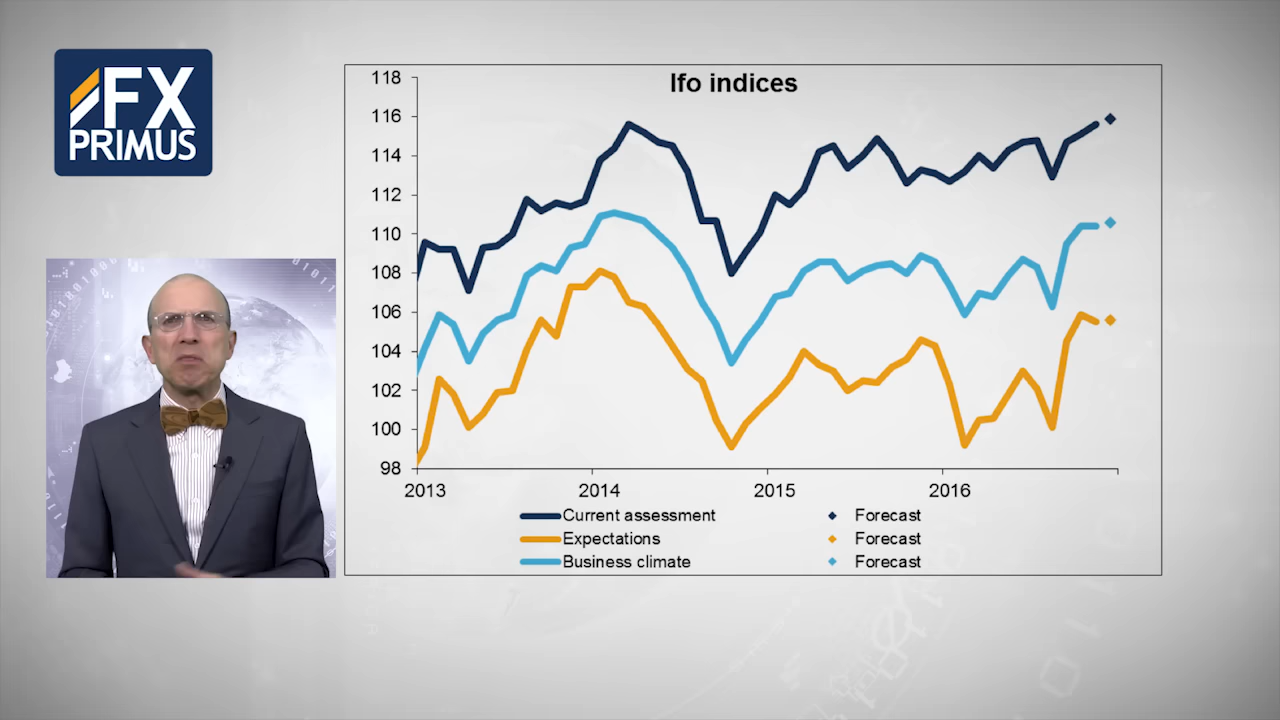 FX
PRIMUS
Ifo indices
118
116
114
112
110
108
106
104
102
100
98
2013 2014 2015 2016
Current assessment Forecast
Expectations Forecast
Business climate Forecast